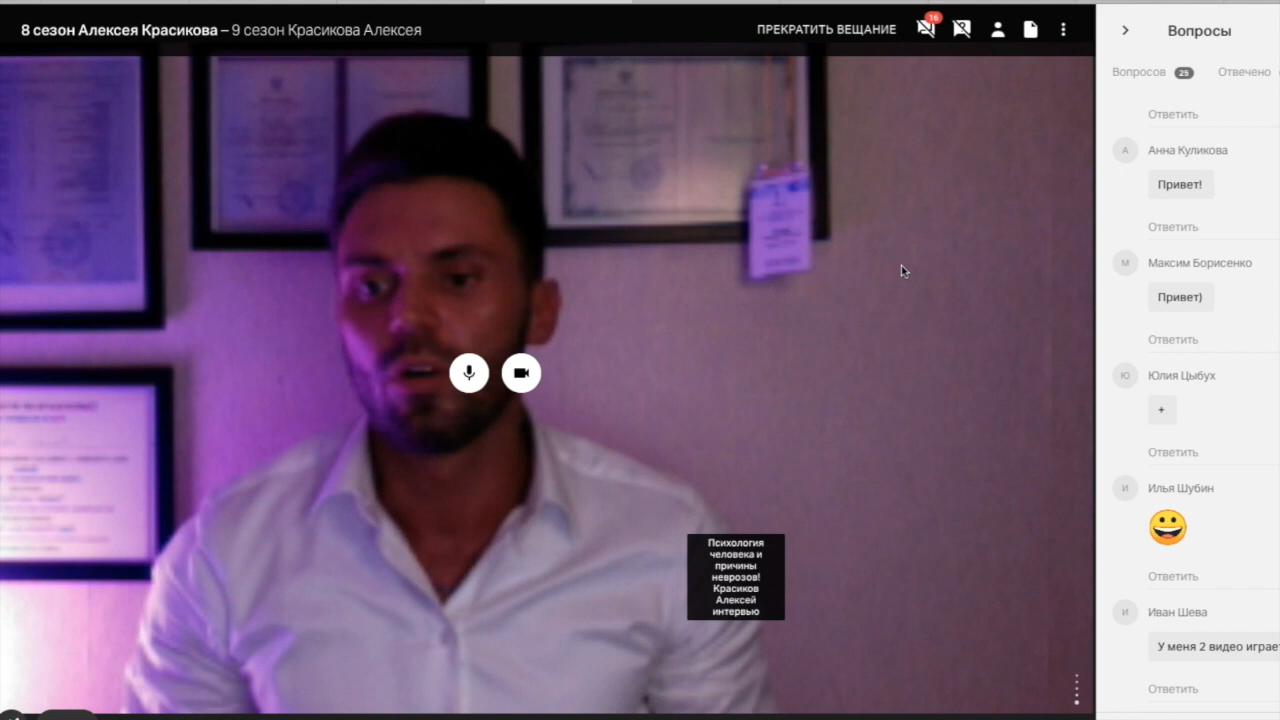 8 сезон Алексея Красикова – 9 сезон Красикова Алексея
ПРЕКРАТИТЬ ВЕЩАНИЕ
16
Вопросы
Вопросов 25 Отвечено
Ответить
А Анна Куликова
Привет!
Ответить
М Максим Борисенко
Привет)
Ответить
Ю Юлия Цыбух
+
Ответить
И Илья Шубин
Ответить
И Иван Шева
У меня 2 видео играет
Ответить
Психология
человека и
причины
неврозов!
Красиков
Алексей
интервью